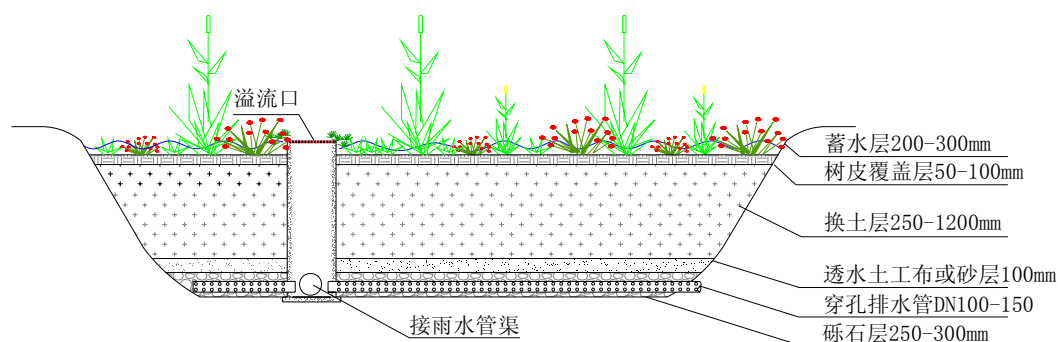 溢流口
蓄水层200-300mm
树皮覆盖层50-100mm
换土层250-1200mm
透水土工布或砂层100mm
穿孔排水管DN100-150
接雨水管渠
砾石层250-300mm